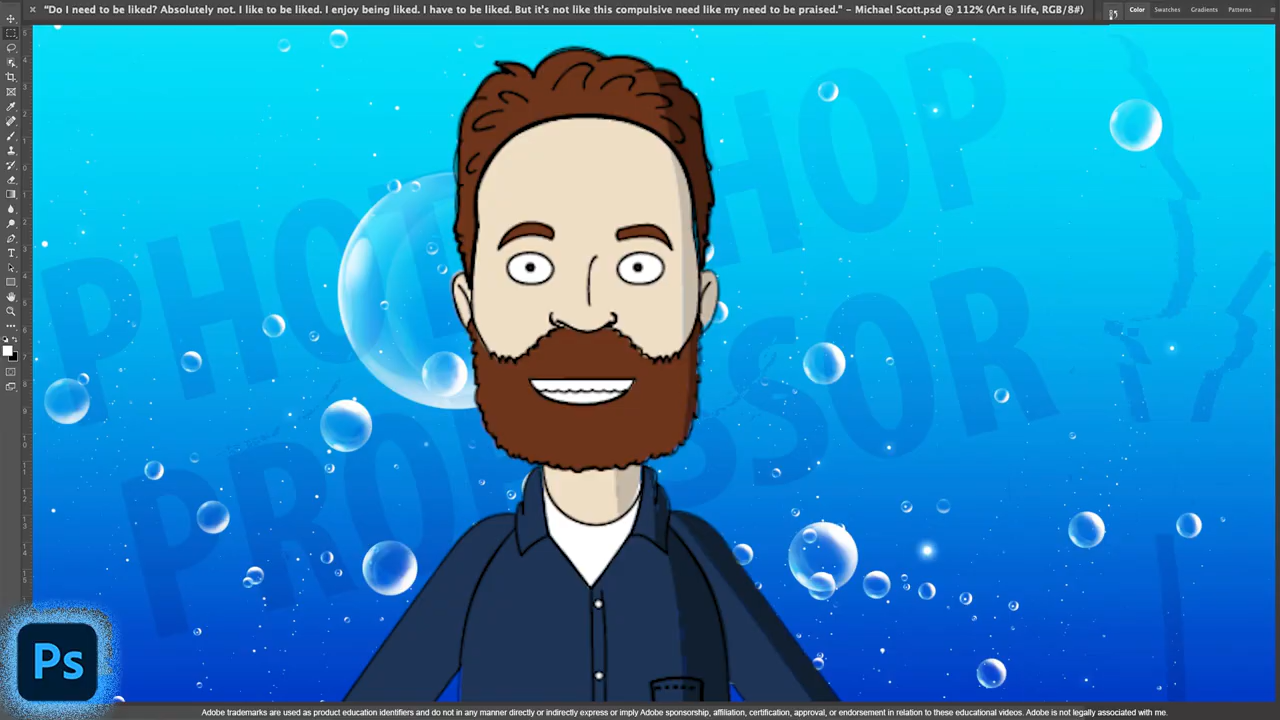 "Do I need to be liked? Absolutely not. I like to be liked. I enjoy being liked. I have to be liked. But it's not like this compulsive need like my need to be praised." – Michael Scott.psd @ 112% (Art is life, RGB/8#)
Color Swatches Gradients Patterns
PHOTOSHOP
PROFESSOR
Ps
Adobe trademarks are used as product education identifiers and do not in any manner directly or indirectly express or imply Adobe sponsorship, affiliation, certification, approval, or endorsement in relation to these educational videos. Adobe is not legally associated with me.